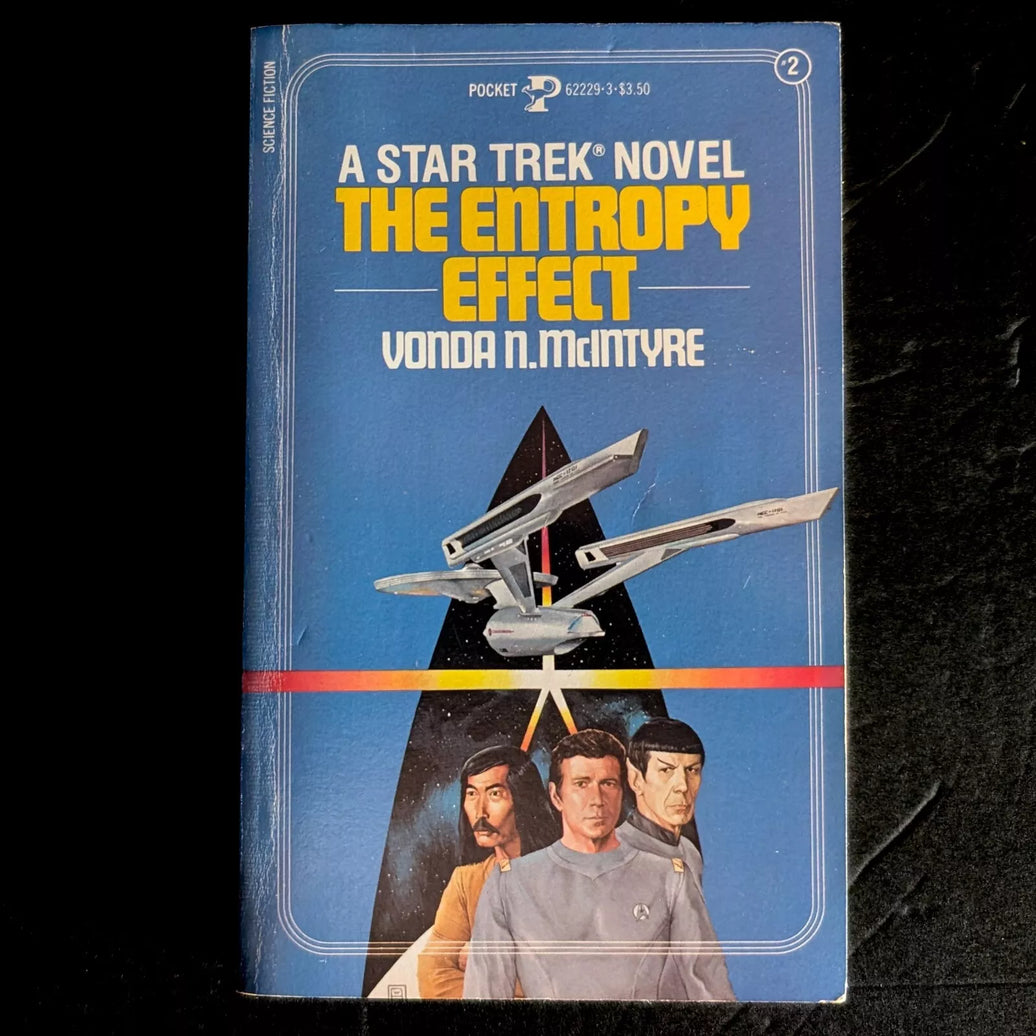 SCIENCE FICTION
#2
POCKET P 62229-3·$3.50
A STAR TREK® NOVEL
THE ENTROPY
EFFECT
VONDA N. McINTYRE